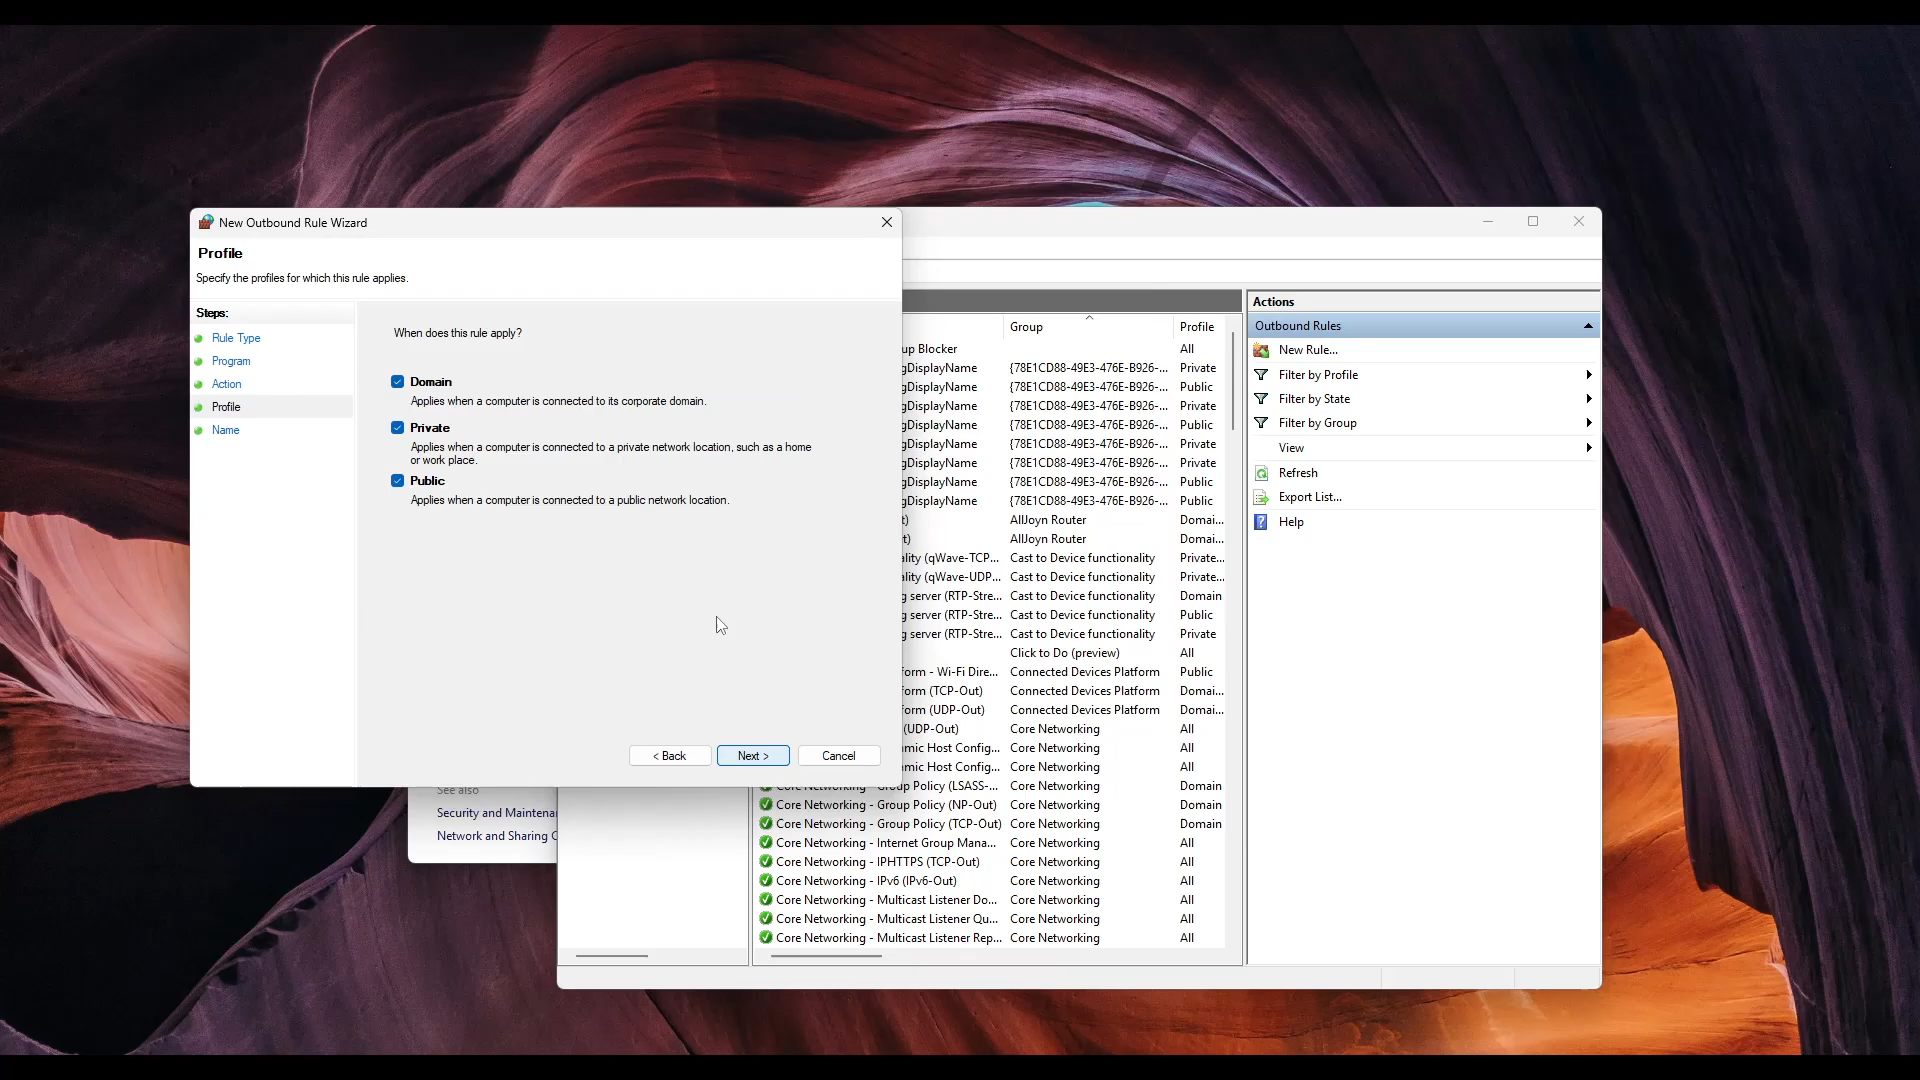 New Outbound Rule Wizard
Profile
Specify the profiles for which this rule applies.
Steps:
Rule Type
Program
Action
Profile
Name
When does this rule apply?
Domain
Applies when a computer is connected to its corporate domain.
Private
Applies when a computer is connected to a private network location, such as a home
or work place.
Public
Applies when a computer is connected to a public network location.
< Back
Next >
Cancel
See also
Security and Maintenan
Network and Sharing C
Group Profile
up Blocker All
gDisplayName {78E1CD88-49E3-476E-B926-... Private
gDisplayName {78E1CD88-49E3-476E-B926-... Public
gDisplayName {78E1CD88-49E3-476E-B926-... Private
gDisplayName {78E1CD88-49E3-476E-B926-... Public
gDisplayName {78E1CD88-49E3-476E-B926-... Private
gDisplayName {78E1CD88-49E3-476E-B926-... Private
gDisplayName {78E1CD88-49E3-476E-B926-... Public
gDisplayName {78E1CD88-49E3-476E-B926-... Public
t) AllJoyn Router Domai...
t) AllJoyn Router Domai...
ality (qWave-TCP... Cast to Device functionality Private...
ality (qWave-UDP... Cast to Device functionality Private...
g server (RTP-Stre... Cast to Device functionality Domain
g server (RTP-Stre... Cast to Device functionality Public
g server (RTP-Stre... Cast to Device functionality Private
Click to Do (preview) All
form - Wi-Fi Dire... Connected Devices Platform Public
form (TCP-Out) Connected Devices Platform Domai...
form (UDP-Out) Connected Devices Platform Domai...
(UDP-Out) Core Networking All
amic Host Config... Core Networking All
amic Host Config... Core Networking All
Core Networking - Group Policy (LSASS-... Core Networking Domain
Core Networking - Group Policy (NP-Out) Core Networking Domain
Core Networking - Group Policy (TCP-Out) Core Networking Domain
Core Networking - Internet Group Mana... Core Networking All
Core Networking - IPHTTPS (TCP-Out) Core Networking All
Core Networking - IPv6 (IPv6-Out) Core Networking All
Core Networking - Multicast Listener Do... Core Networking All
Core Networking - Multicast Listener Qu... Core Networking All
Core Networking - Multicast Listener Rep... Core Networking All
Actions
Outbound Rules
New Rule...
Filter by Profile
Filter by State
Filter by Group
View
Refresh
Export List...
Help